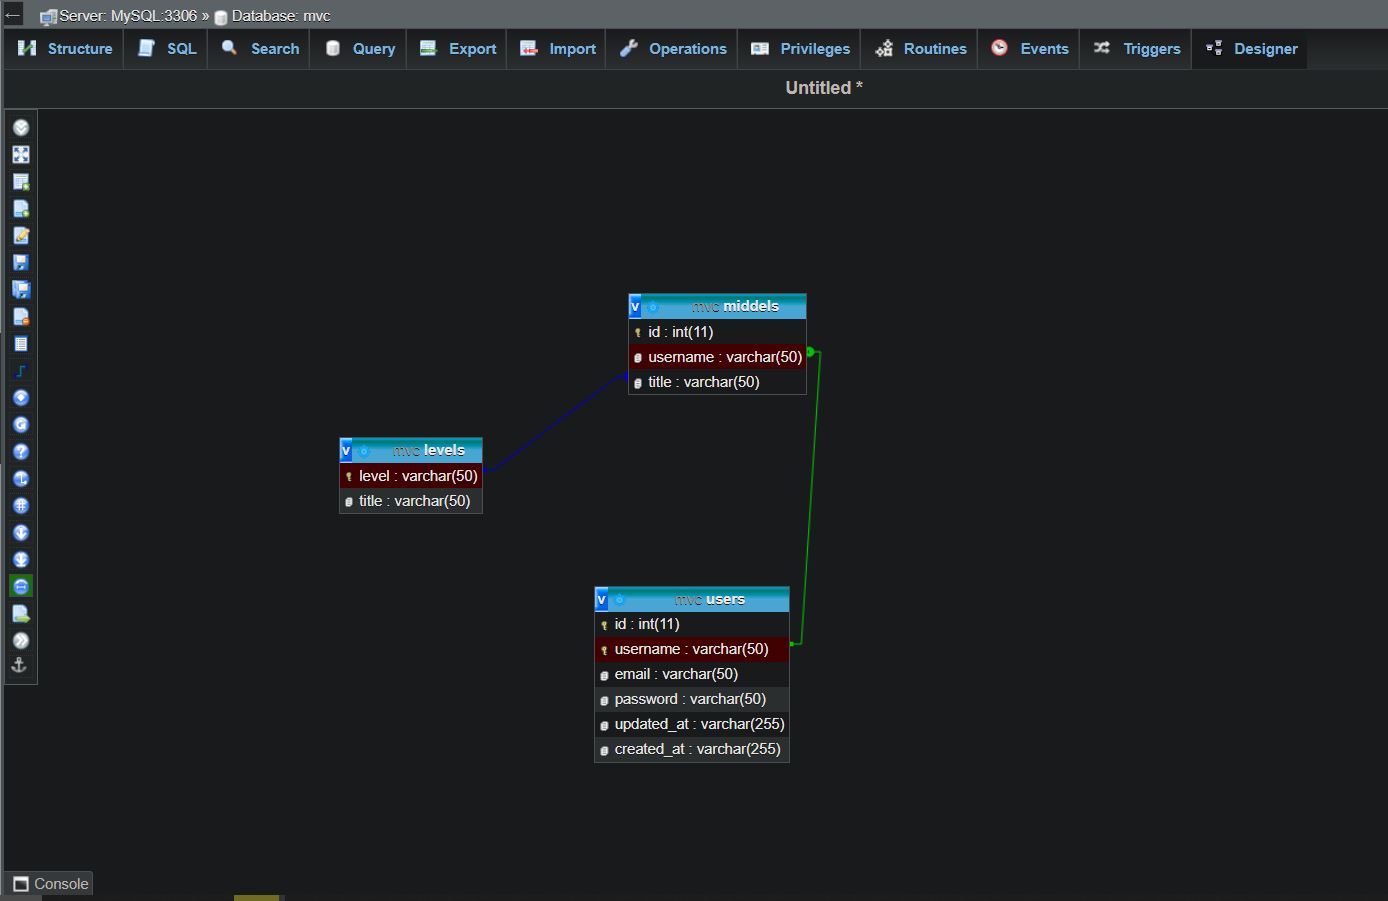 Server: MySQL:3306 » Database: mvc
Structure SQL Search Query Export Import Operations Privileges Routines Events Triggers Designer
Untitled *
v mvc middels
id : int(11)
username : varchar(50)
title : varchar(50)
v mvc levels
level : varchar(50)
title : varchar(50)
v mvc users
id : int(11)
username : varchar(50)
email : varchar(50)
password : varchar(50)
updated_at : varchar(255)
created_at : varchar(255)
Console